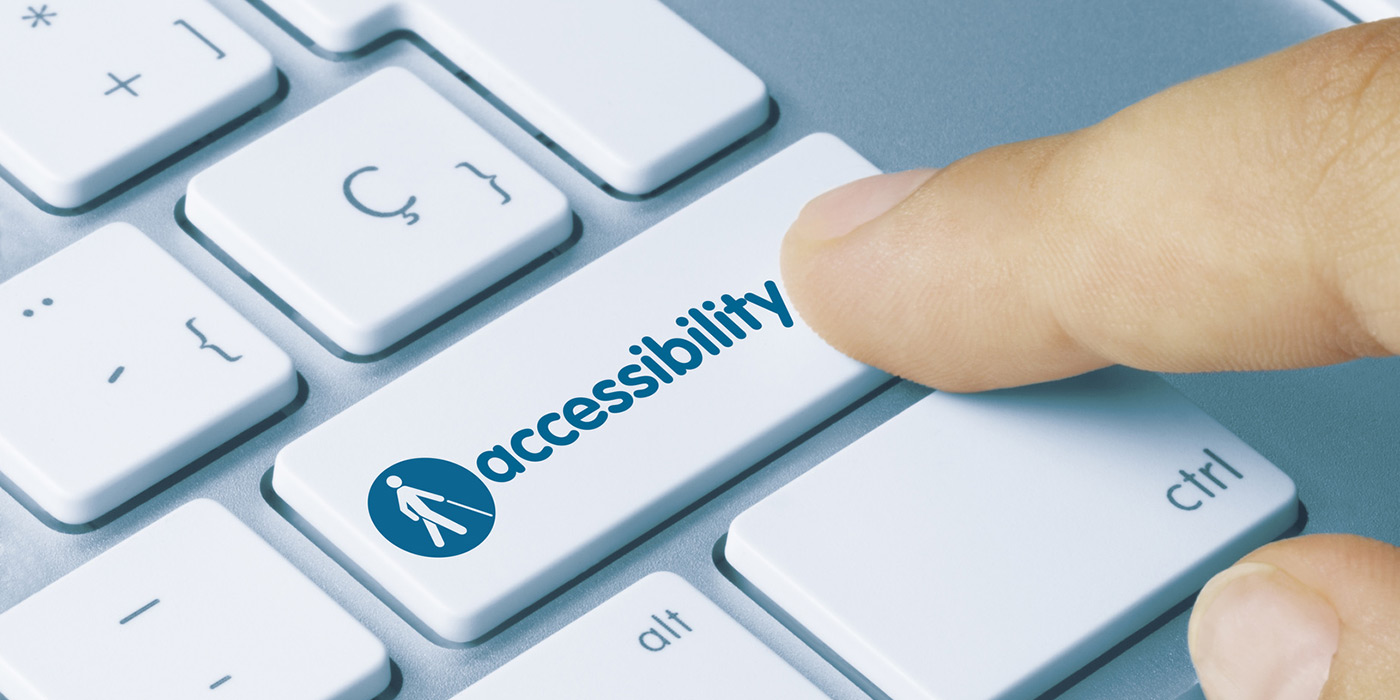 * ]
+
Ç }
¨ {
´
accessibility
_
-
alt
ctrl